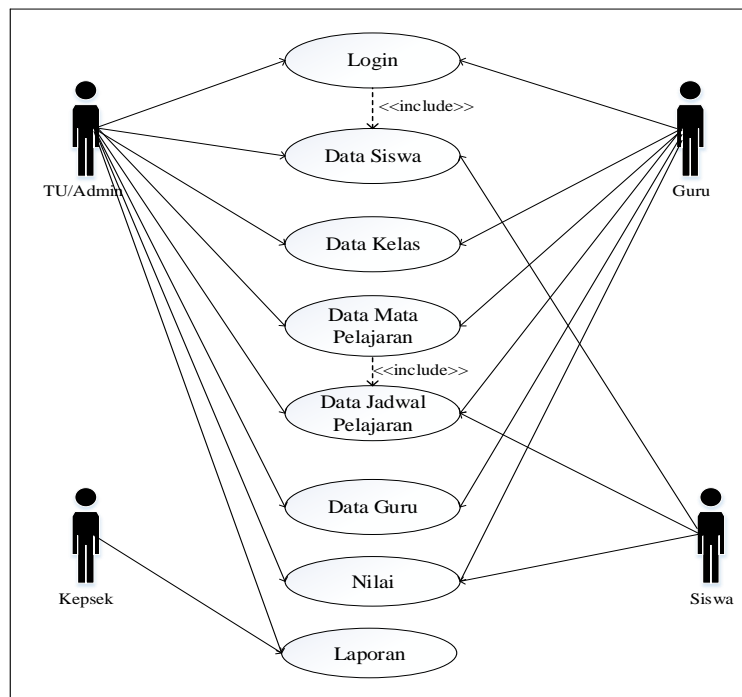 Login
<<include>>
Data Siswa
TU/Admin
Guru
Data Kelas
Data Mata
Pelajaran
<<include>>
Data Jadwal
Pelajaran
Data Guru
Kepsek
Nilai
Siswa
Laporan